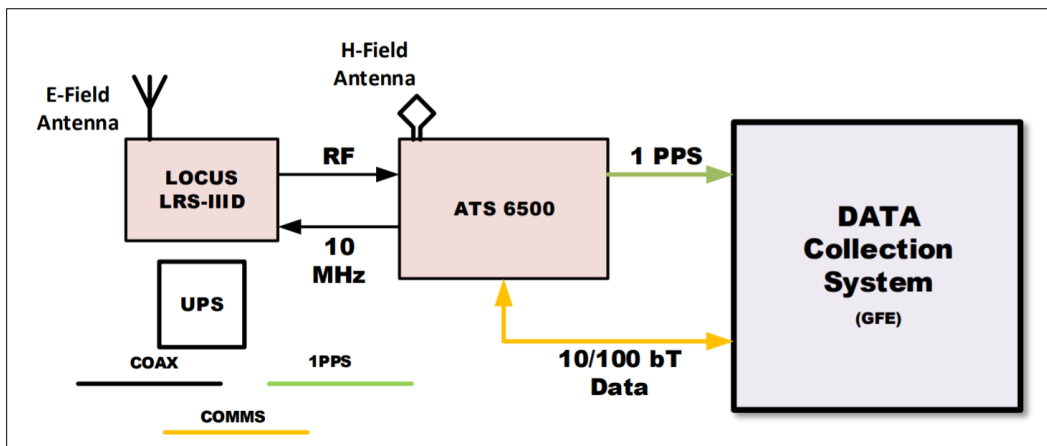 H-Field
Antenna
E-Field
Antenna
LOCUS
LRS-IIID
RF
10
MHz
ATS 6500
1 PPS
DATA
Collection
System
(GFE)
UPS
10/100 bT
Data
COAX
1PPS
COMMS